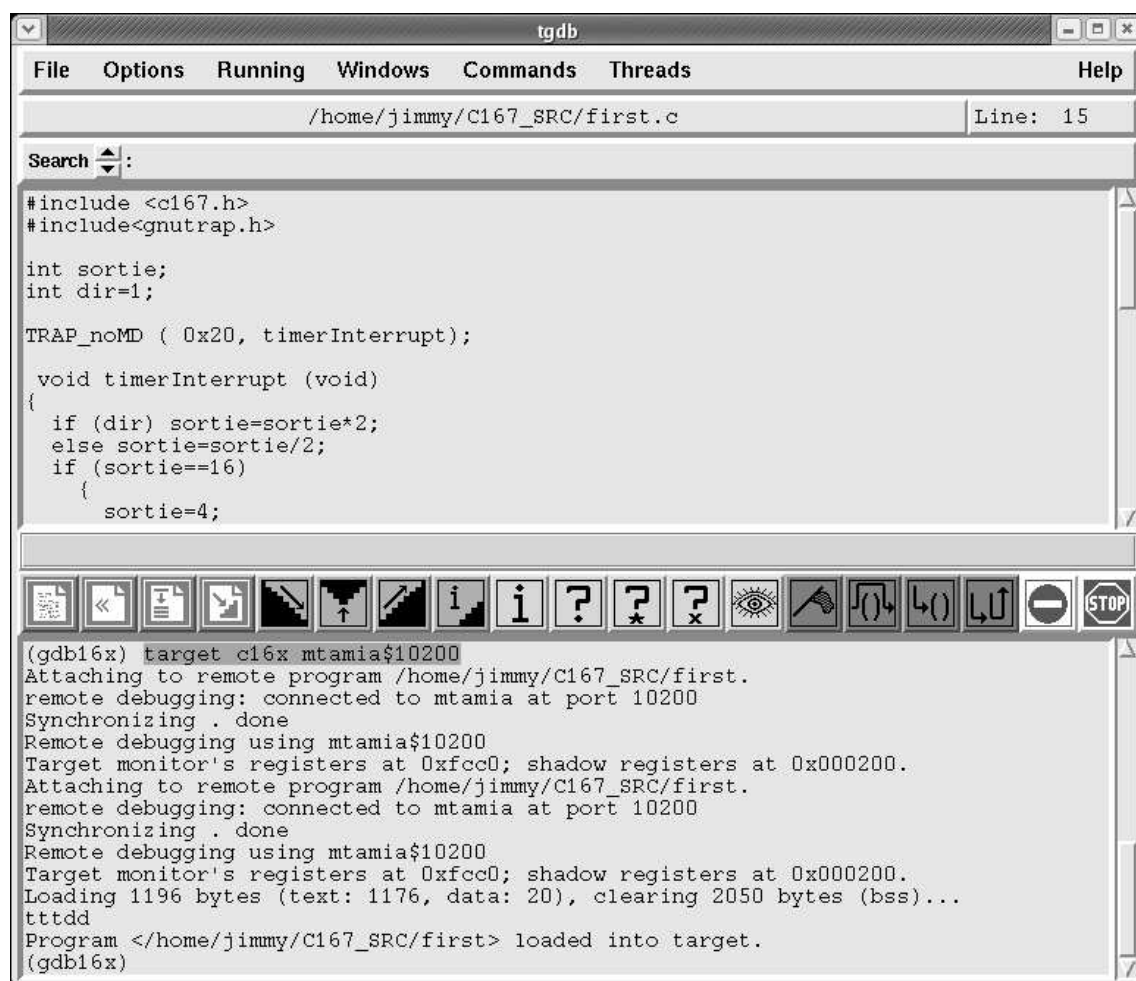 tgdb
File Options Running Windows Commands Threads Help
/home/jimmy/C167_SRC/first.c Line: 15
Search :
#include <c167.h>
#include<gnutrap.h>
int sortie;
int dir=1;
TRAP_noMD ( 0x20, timerInterrupt);
void timerInterrupt (void)
{
if (dir) sortie=sortie*2;
else sortie=sortie/2;
if (sortie==16)
{
sortie=4;
« i i ? ? * ? x () () STOP
(gdb16x) target c16x mtamia$10200
Attaching to remote program /home/jimmy/C167_SRC/first.
remote debugging: connected to mtamia at port 10200
Synchronizing . done
Remote debugging using mtamia$10200
Target monitor's registers at 0xfcc0; shadow registers at 0x000200.
Attaching to remote program /home/jimmy/C167_SRC/first.
remote debugging: connected to mtamia at port 10200
Synchronizing . done
Remote debugging using mtamia$10200
Target monitor's registers at 0xfcc0; shadow registers at 0x000200.
Loading 1196 bytes (text: 1176, data: 20), clearing 2050 bytes (bss)...
tttdd
Program </home/jimmy/C167_SRC/first> loaded into target.
(gdb16x)